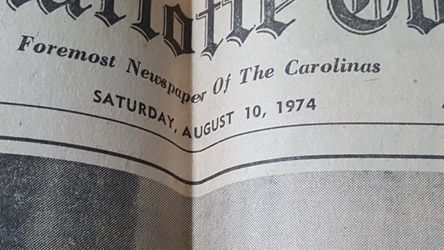 Foremost Newspaper Of The Carolinas
SATURDAY, AUGUST 10, 1974